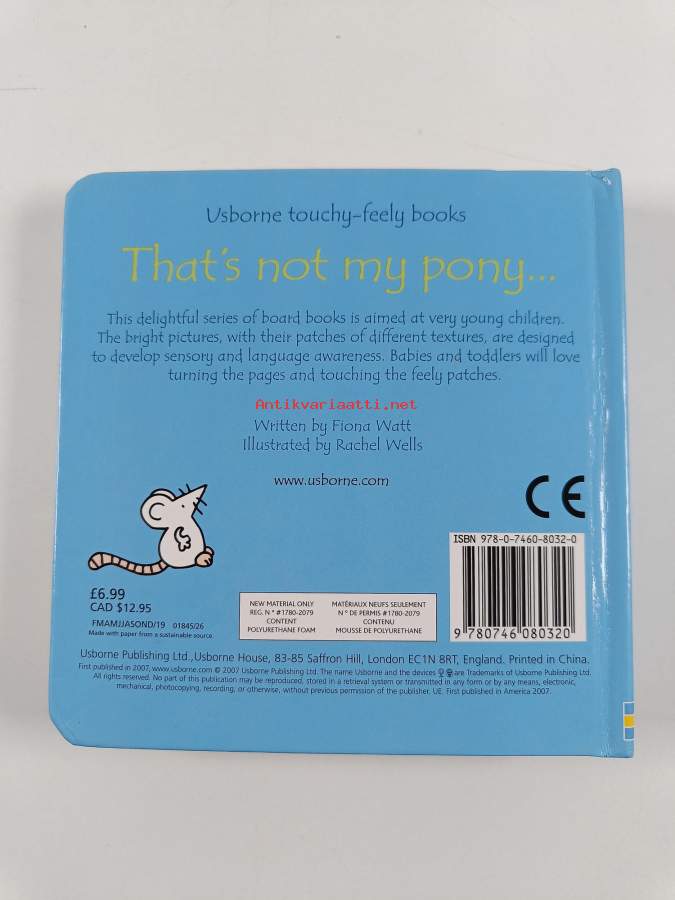 Usborne touchy-feely books
That's not my pony...
This delightful series of board books is aimed at very young children.
The bright pictures, with their patches of different textures, are designed
to develop sensory and language awareness. Babies and toddlers will love
turning the pages and touching the feely patches.
Antikvariaatti.net
Written by Fiona Watt
Illustrated by Rachel Wells
www.usborne.com
CE
ISBN 978-0-7460-8032-0
9 780746 080320
£6.99
CAD $12.95
FMAMJJASOND/19 01845/26
Made with paper from a sustainable source.
NEW MATERIAL ONLY
REG. N° #1780-2079
CONTENT
POLYURETHANE FOAM
MATÉRIAUX NEUFS SEULEMENT
N° DE PERMIS #1780-2079
CONTENU
MOUSSE DE POLYURETHANE
Usborne Publishing Ltd., Usborne House, 83-85 Saffron Hill, London EC1N 8RT, England. Printed in China.
First published in 2007, www.usborne.com © 2007 Usborne Publishing Ltd. The name Usborne and the devices are Trademarks of Usborne Publishing Ltd.
All rights reserved. No part of this publication may be reproduced, stored in a retrieval system or transmitted in any form or by any means, electronic,
mechanical, photocopying, recording, or otherwise, without previous permission of the publisher. UE. First published in America 2007.